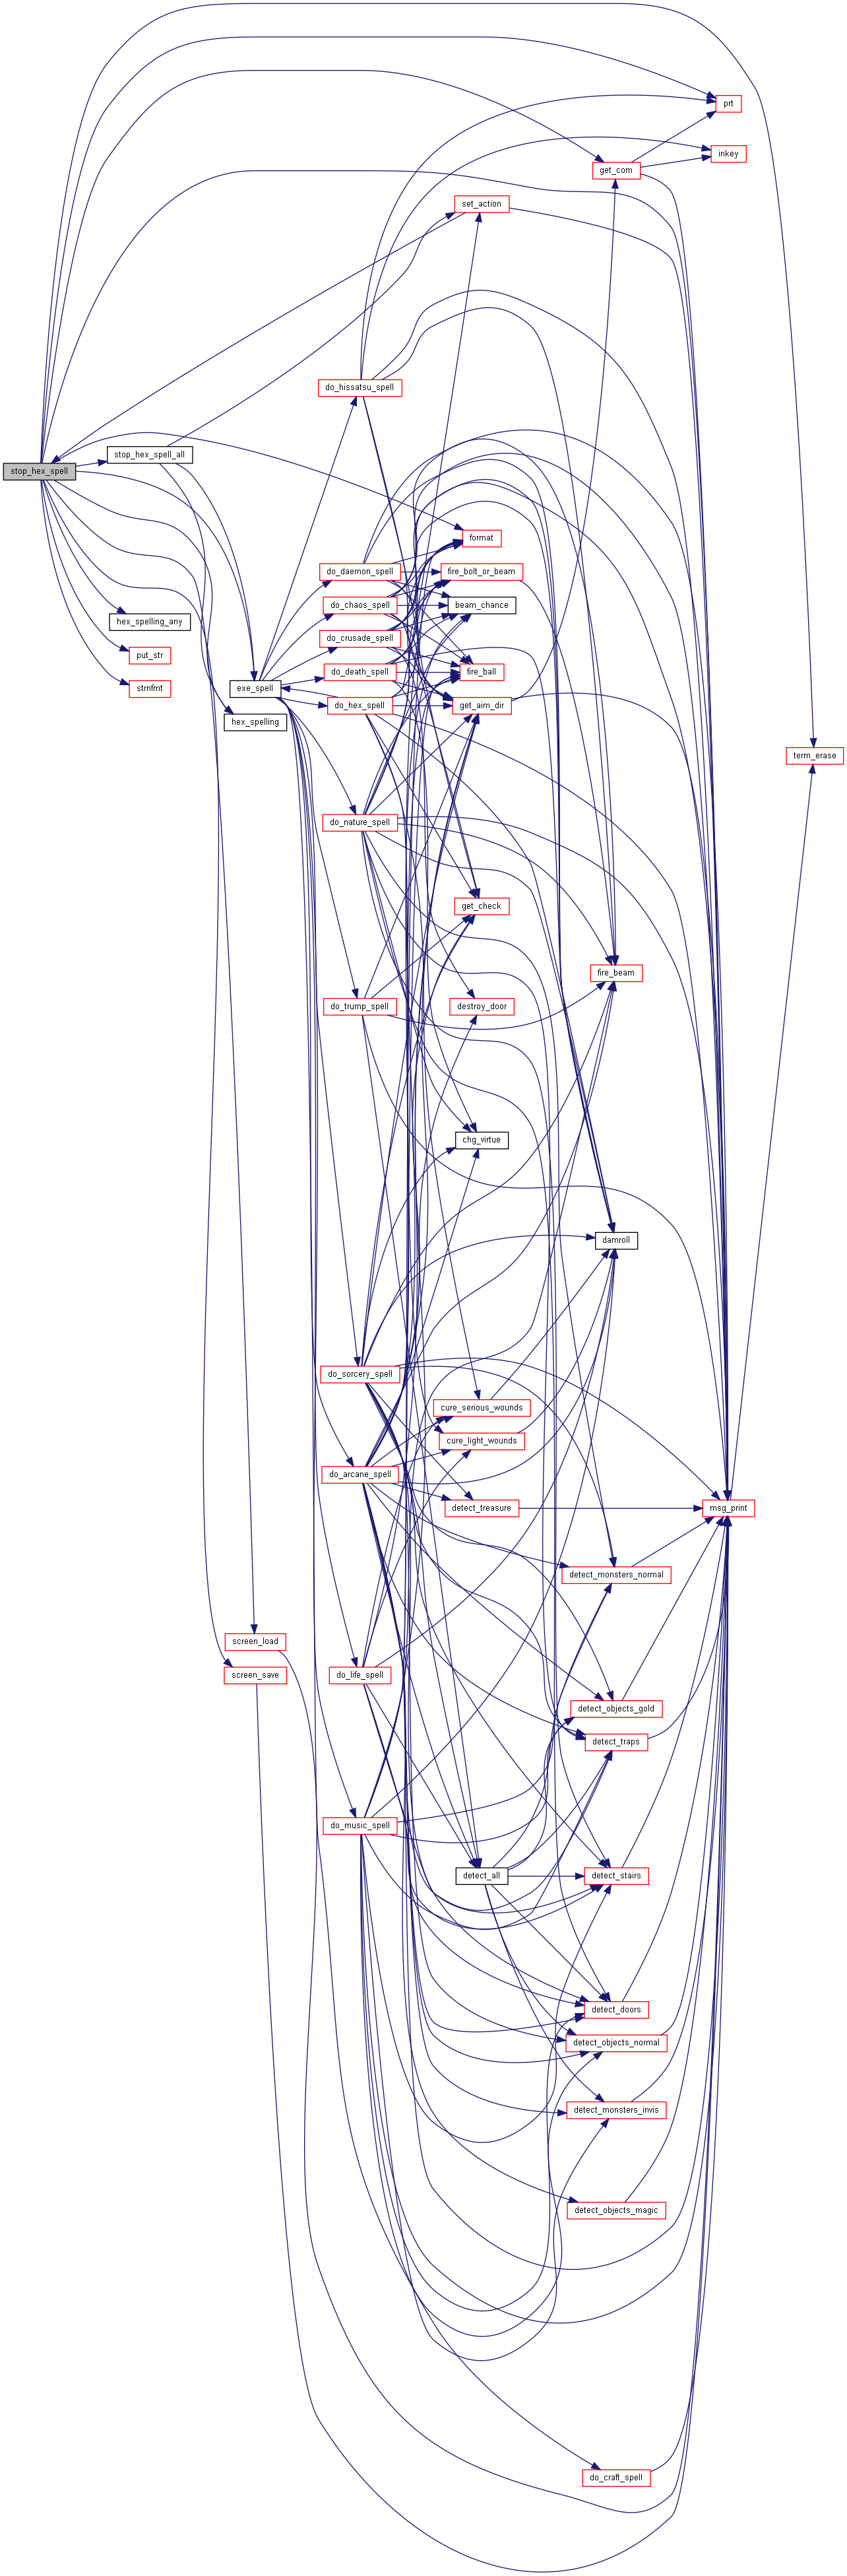 prt
inkey
get_com
set_action
do_hissatsu_spell
stop_hex_spell_all
stop_hex_spell
format
do_daemon_spell
fire_bolt_or_beam
do_chaos_spell
beam_chance
hex_spelling_any
do_crusade_spell
put_str
do_death_spell
fire_ball
strnfmt
exe_spell
do_hex_spell
get_aim_dir
hex_spelling
term_erase
do_nature_spell
get_check
fire_beam
do_trump_spell
destroy_door
chg_virtue
damroll
do_sorcery_spell
cure_serious_wounds
cure_light_wounds
do_arcane_spell
detect_treasure
msg_print
detect_monsters_normal
screen_load
screen_save
do_life_spell
detect_objects_gold
detect_traps
do_music_spell
detect_all
detect_stairs
detect_doors
detect_objects_normal
detect_monsters_invis
detect_objects_magic
do_craft_spell